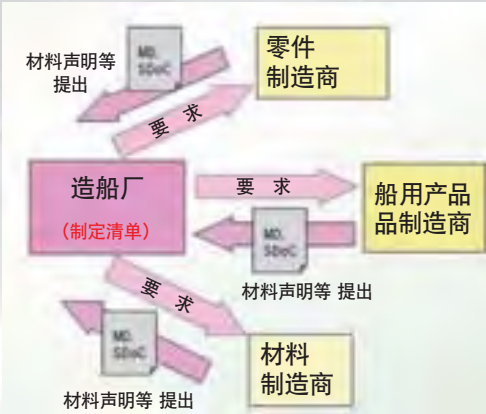 材料声明等
提出
MD.
SDoC
零件
制造商
要 求
造船厂
(制定清单)
要 求
船用产品
品制造商
MD.
SDoC
材料声明等 提出
要 求
MD.
SDoC
材料
制造商
材料声明等 提出